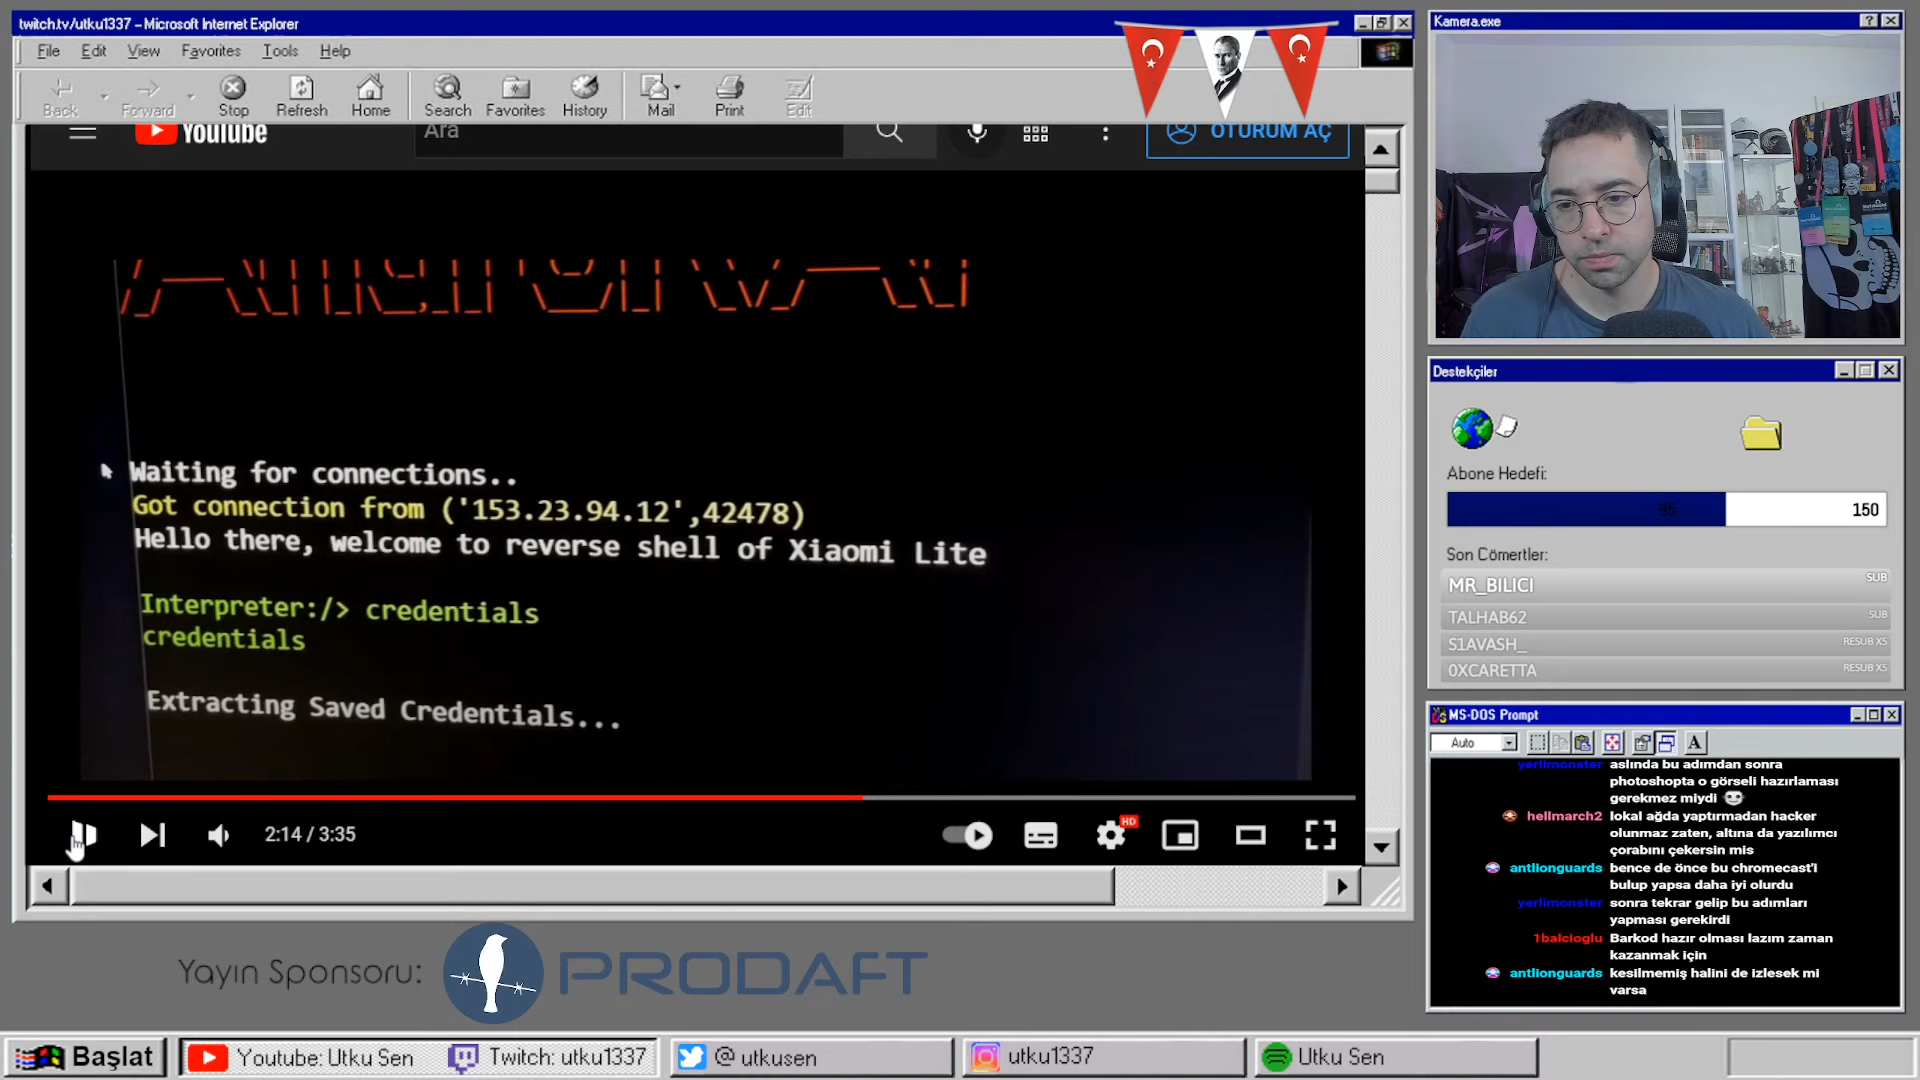 twitch.tv/utku1337 – Microsoft Internet Explorer
File Edit View Favorites Tools Help
Back Forward Stop Refresh Home Search Favorites History Mail Print Edit
YouTube
Ara
OTURUM AÇ
Waiting for connections..
Got connection from ('153.23.94.12',42478)
Hello there, welcome to reverse shell of Xiaomi Lite
Interpreter:/> credentials
credentials
Extracting Saved Credentials...
2:14 / 3:35
HD
Yayın Sponsoru: PRODAFT
Kamera.exe
Destekçiler
Abone Hedefi:
95 150
Son Cömertler:
MR_BILICI SUB
TALHAB62 SUB
S1AVASH_ RESUB X5
0XCARETTA RESUB X5
MS-DOS Prompt
Auto
A
yerlimonster aslında bu adımdan sonra
photoshopta o görseli hazırlaması
gerekmez miydi
hellmarch2 lokal ağda yaptırmadan hacker
olunmaz zaten, altına da yazılımcı
çorabını çekersin mis
antlionguards bence de önce bu chromecast'i
bulup yapsa daha iyi olurdu
yerlimonster sonra tekrar gelip bu adımları
yapması gerekirdi
1balcioglu Barkod hazır olması lazım zaman
kazanmak için
antlionguards kesilmemiş halini de izlesek mi
varsa
Başlat
Youtube: Utku Sen
Twitch: utku1337
@ utkusen
utku1337
Utku Sen